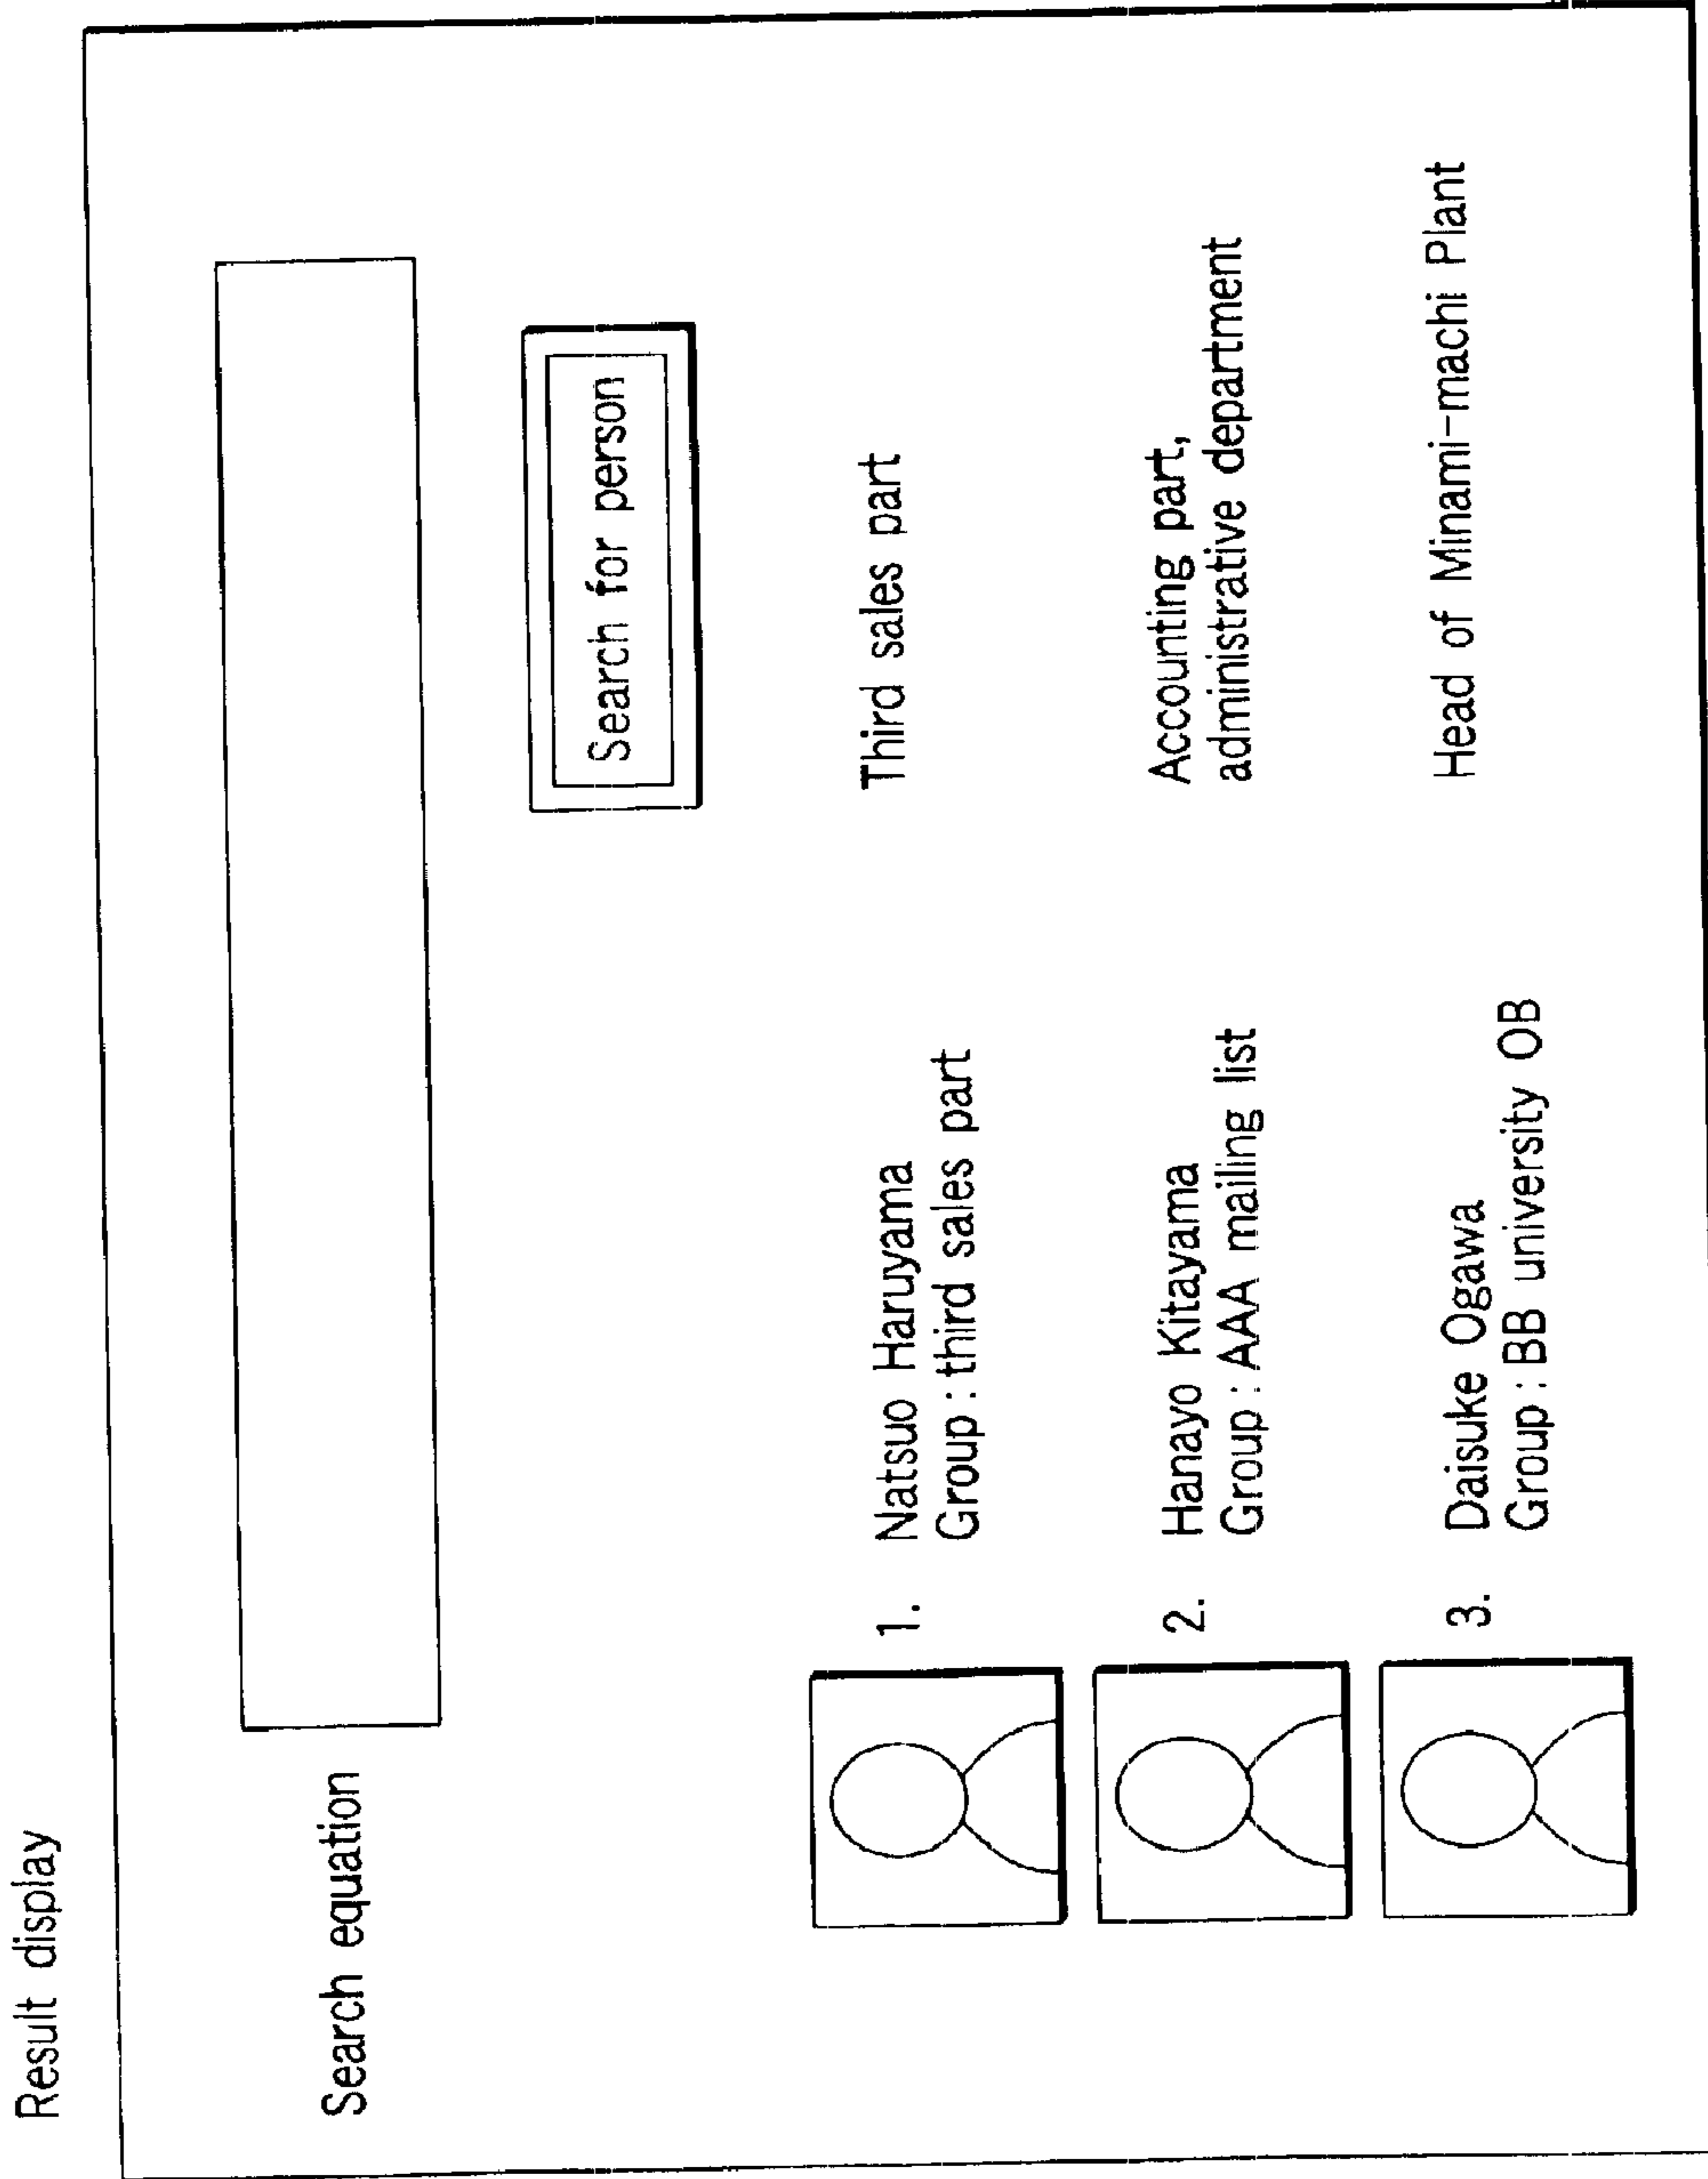 Result display
Search equation
Search for person
1. Natsuo Haruyama Third sales part
Group : third sales part
2. Hanayo Kitayama Accounting part,
Group : AAA mailing list administrative department
3. Daisuke Ogawa Head of Minami-machi Plant
Group : BB university OB